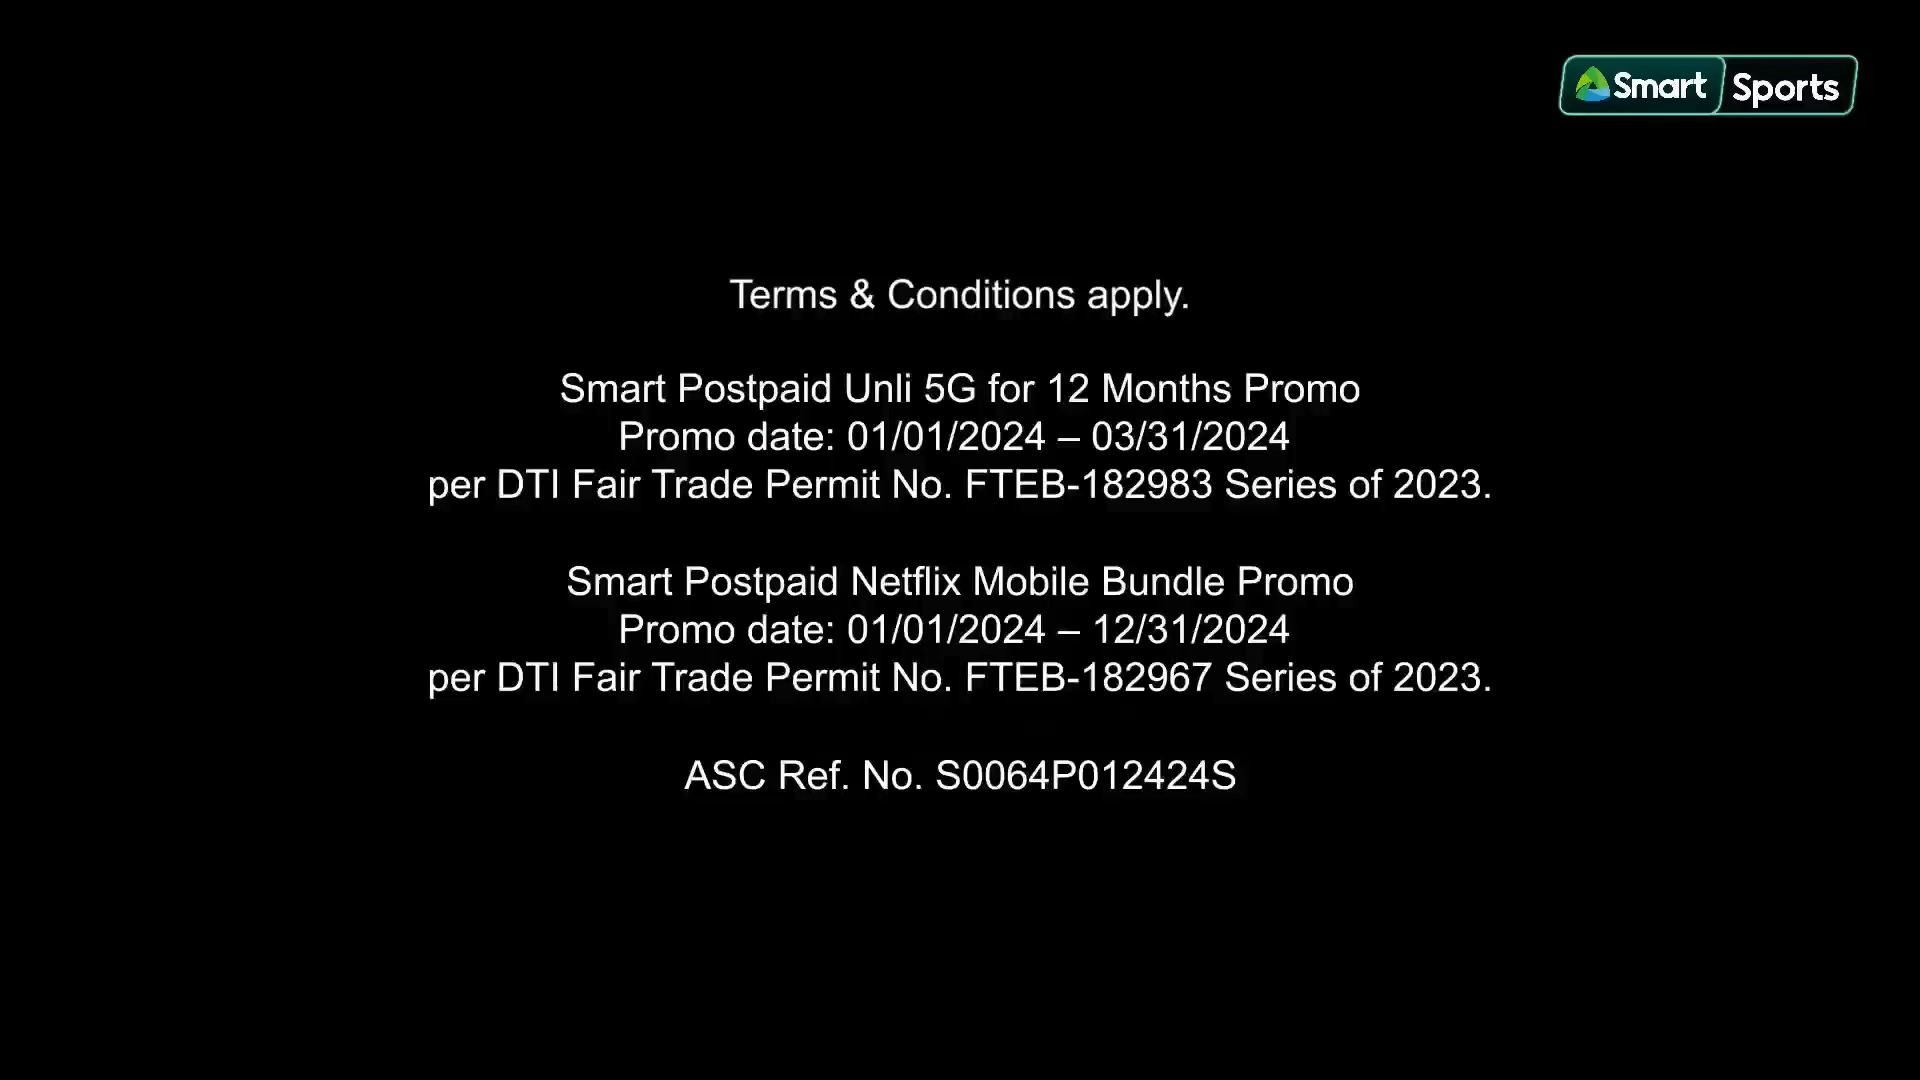 Smart Sports
Terms & Conditions apply.
Smart Postpaid Unli 5G for 12 Months Promo
Promo date: 01/01/2024 – 03/31/2024
per DTI Fair Trade Permit No. FTEB-182983 Series of 2023.
Smart Postpaid Netflix Mobile Bundle Promo
Promo date: 01/01/2024 – 12/31/2024
per DTI Fair Trade Permit No. FTEB-182967 Series of 2023.
ASC Ref. No. S0064P012424S